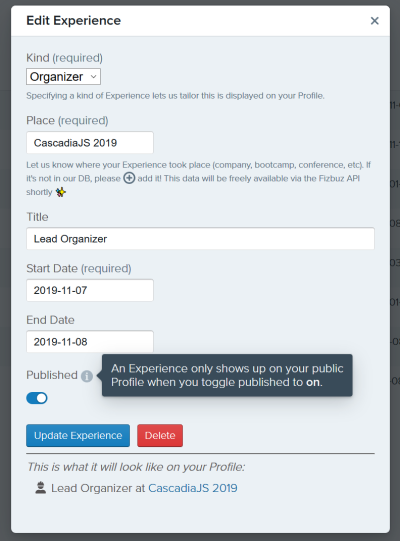 Edit Experience ×
Kind (required)
Organizer
Specifying a kind of Experience lets us tailor this is displayed on your Profile.
Place (required)
CascadiaJS 2019
Let us know where your Experience took place (company, bootcamp, conference, etc). If
it's not in our DB, please add it! This data will be freely available via the Fizbuz API
shortly ✨
Title
Lead Organizer
Start Date (required)
2019-11-07
End Date
2019-11-08
Published
An Experience only shows up on your public
Profile when you toggle published to on.
Update Experience Delete
This is what it will look like on your Profile:
Lead Organizer at CascadiaJS 2019